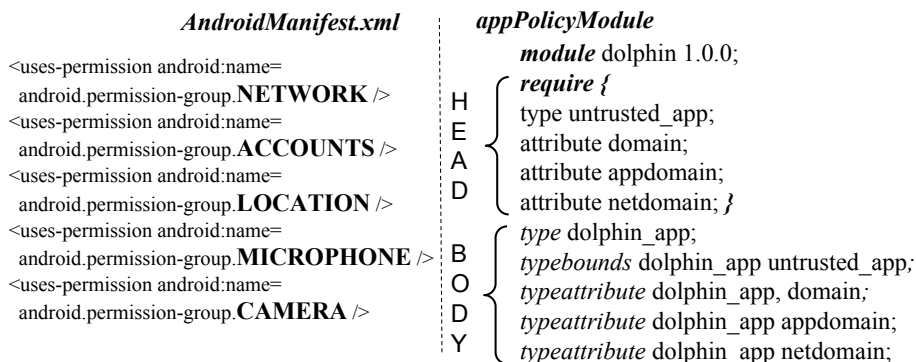 AndroidManifest.xml
<uses-permission android:name=
android.permission-group.NETWORK />
<uses-permission android:name=
android.permission-group.ACCOUNTS />
<uses-permission android:name=
android.permission-group.LOCATION />
<uses-permission android:name=
android.permission-group.MICROPHONE />
<uses-permission android:name=
android.permission-group.CAMERA />
appPolicyModule
module dolphin 1.0.0;
HEAD
require {
type untrusted_app;
attribute domain;
attribute appdomain;
attribute netdomain; }
BODY
type dolphin_app;
typebounds dolphin_app untrusted_app;
typeattribute dolphin_app, domain;
typeattribute dolphin_app appdomain;
typeattribute dolphin_app netdomain;